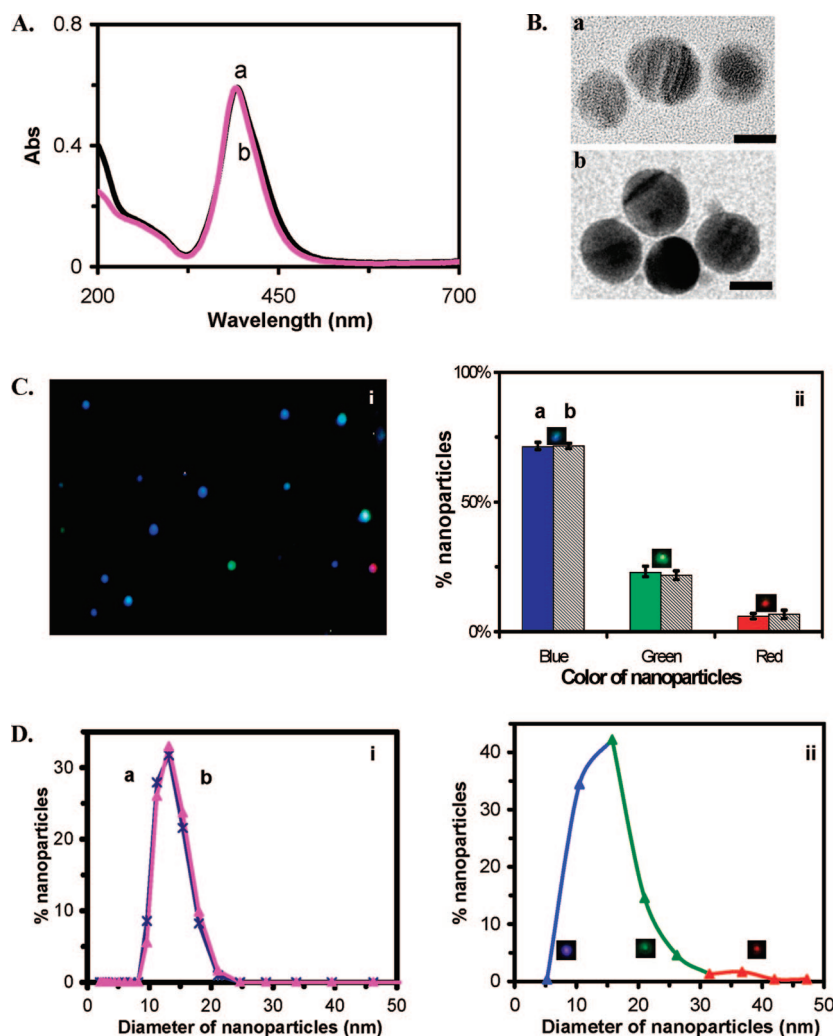 A.
0.8
0.4
0
Abs
a
b
200
450
700
Wavelength (nm)
B.
a
b
C.
i
100%
50%
0%
% nanoparticles
a b
ii
Blue
Green
Red
Color of nanoparticles
D.
30
20
10
0
% nanoparticles
a
b
i
0 10 20 30 40 50
Diameter of nanoparticles (nm)
40
30
20
10
0
% nanoparticles
ii
0 10 20 30 40 50
Diameter of nanoparticles (nm)